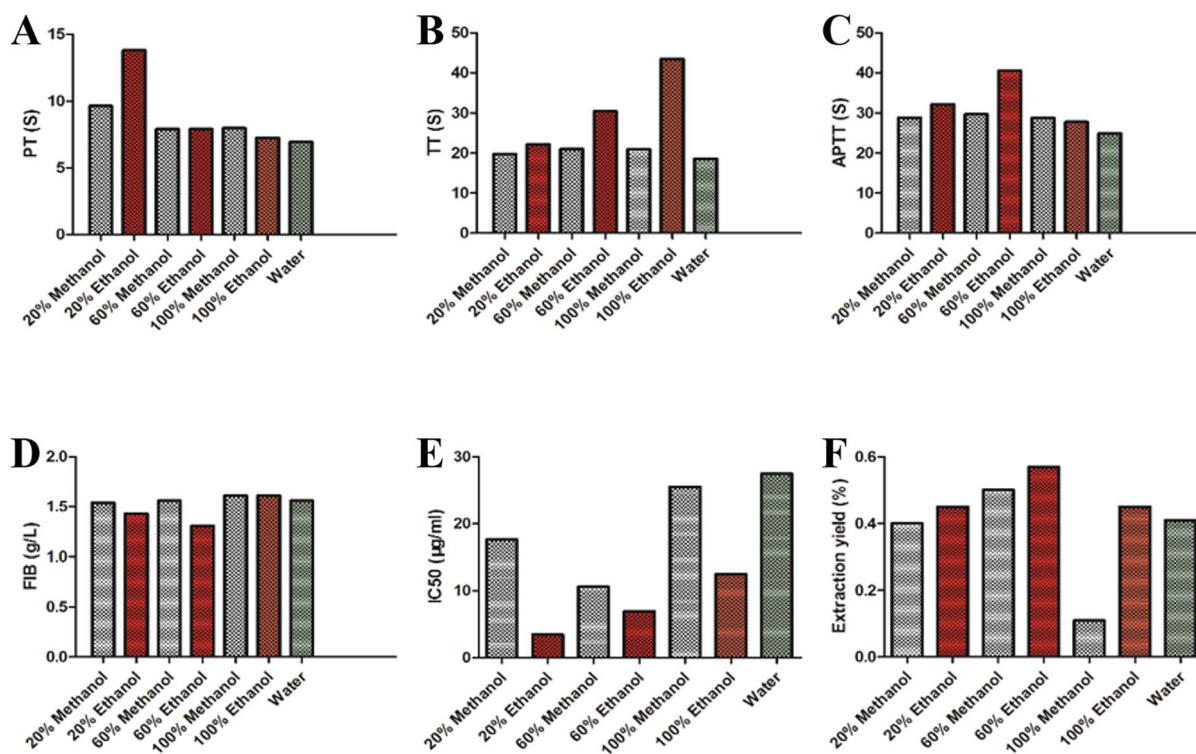 A
PT (S)
15
10
5
0
20% Methanol
20% Ethanol
60% Methanol
60% Ethanol
100% Methanol
100% Ethanol
Water
B
TT (S)
50
40
30
20
10
0
20% Methanol
20% Ethanol
60% Methanol
60% Ethanol
100% Methanol
100% Ethanol
Water
C
APTT (S)
50
40
30
20
10
0
20% Methanol
20% Ethanol
60% Methanol
60% Ethanol
100% Methanol
100% Ethanol
Water
D
FIB (g/L)
2.0
1.5
1.0
0.5
0.0
20% Methanol
20% Ethanol
60% Methanol
60% Ethanol
100% Methanol
100% Ethanol
Water
E
IC50 (μg/ml)
30
20
10
0
20% Methanol
20% Ethanol
60% Methanol
60% Ethanol
100% Methanol
100% Ethanol
Water
F
Extraction yield (%)
0.6
0.4
0.2
0.0
20% Methanol
20% Ethanol
60% Methanol
60% Ethanol
100% Methanol
100% Ethanol
Water